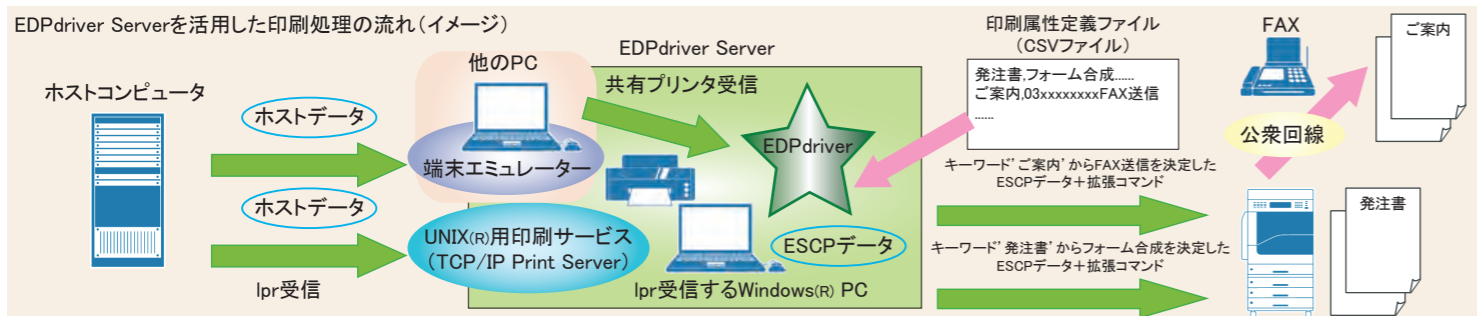 EDPdriver Serverを活用した印刷処理の流れ（イメージ）
ホストコンピュータ
ホストデータ
ホストデータ
lpr受信
他のPC
端末エミュレーター
UNIX(R)用印刷サービス
（TCP/IP Print Server）
EDPdriver Server
共有プリンタ受信
EDPdriver
ESCPデータ
lpr受信するWindows(R) PC
印刷属性定義ファイル
（CSVファイル）
発注書,フォーム合成......
ご案内,03xxxxxxxxFAX送信
......
キーワード’ご案内’からFAX送信を決定した
ESCPデータ＋拡張コマンド
キーワード’発注書’からフォーム合成を決定した
ESCPデータ＋拡張コマンド
FAX
公衆回線
ご案内
発注書